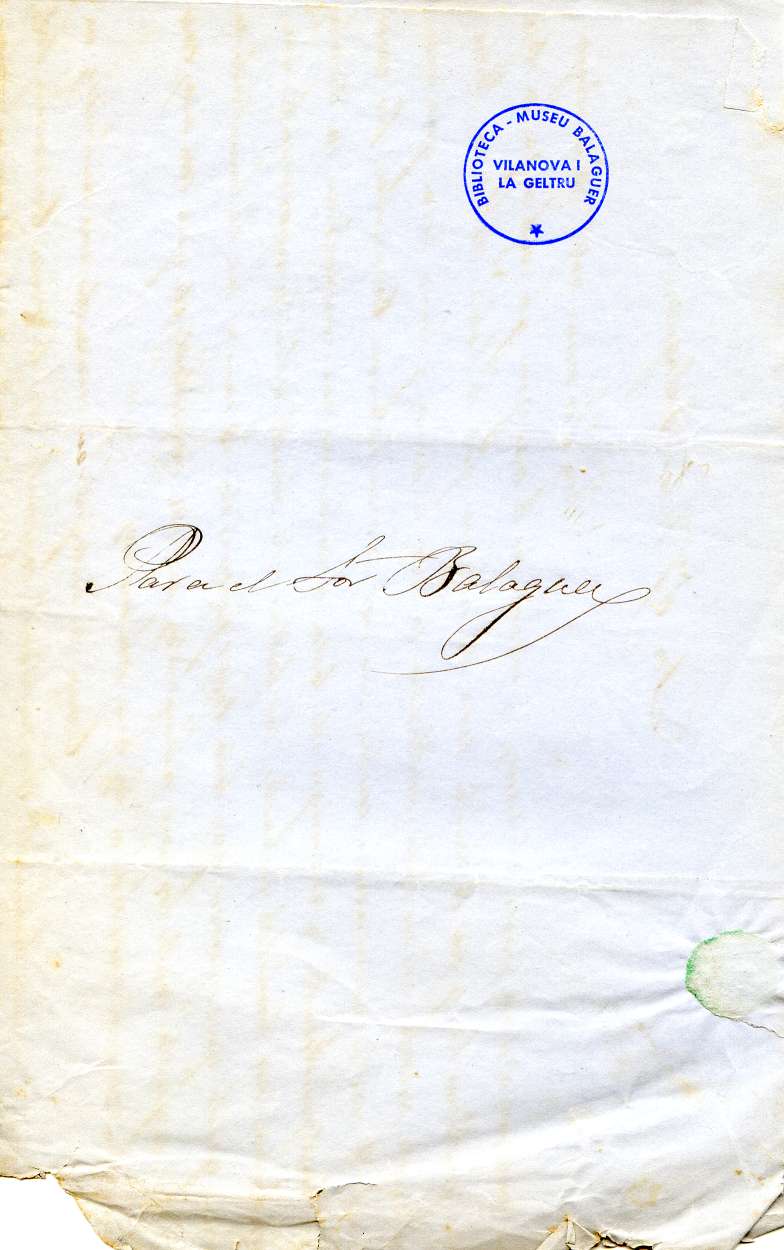 BIBLIOTECA - MUSEU BALAGUER
VILANOVA I
LA GELTRU
Para el Sor Balaguer